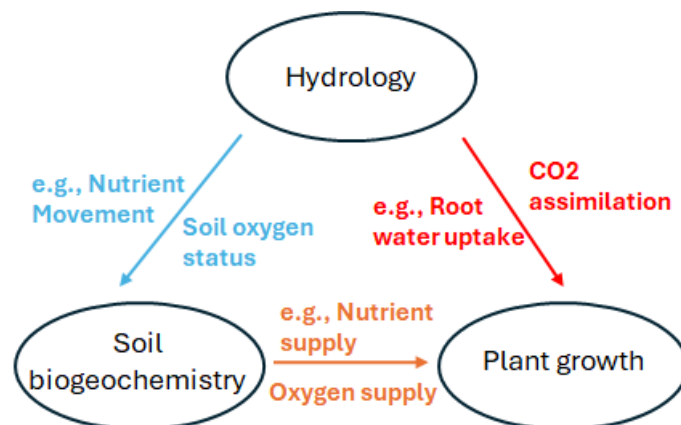 Hydrology
e.g., Nutrient
Movement
Soil oxygen
status
CO2
assimilation
e.g., Root
water uptake
Soil
biogeochemistry
e.g., Nutrient
supply
Oxygen supply
Plant growth